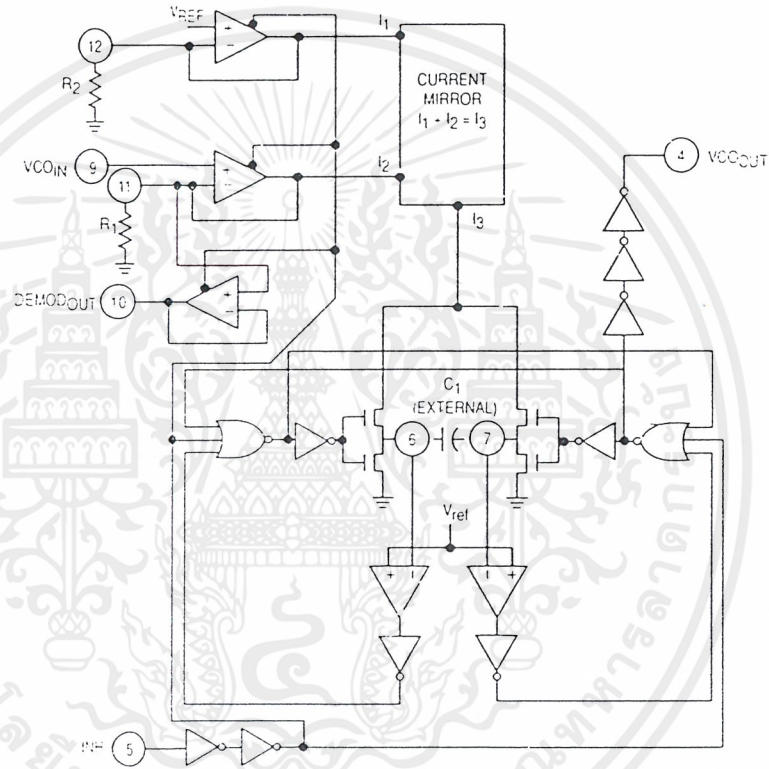 VREF
12
R2
I1
CURRENT
MIRROR
I1 + I2 = I3
VCOIN 9
11
I2
R1
I3
4 VCOOUT
DEMODOUT 10
C1
(EXTERNAL)
6
7
Vref
INH 5